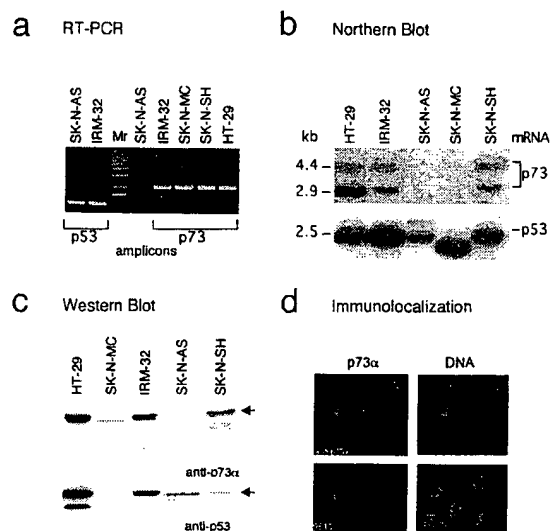 a RT-PCR
SK-N-AS
IRM-32
Mr
SK-N-AS
IRM-32
SK-N-MC
SK-N-SH
HT-29
p53
p73
amplicons
b Northern Blot
HT-29
IRM-32
SK-N-AS
SK-N-MC
SK-N-SH
kb
mRNA
4.4
2.9
p73
2.5
p53
c Western Blot
HT-29
SK-N-MC
IRM-32
SK-N-AS
SK-N-SH
anti-p73α
anti-p53
d Immunolocalization
p73α DNA